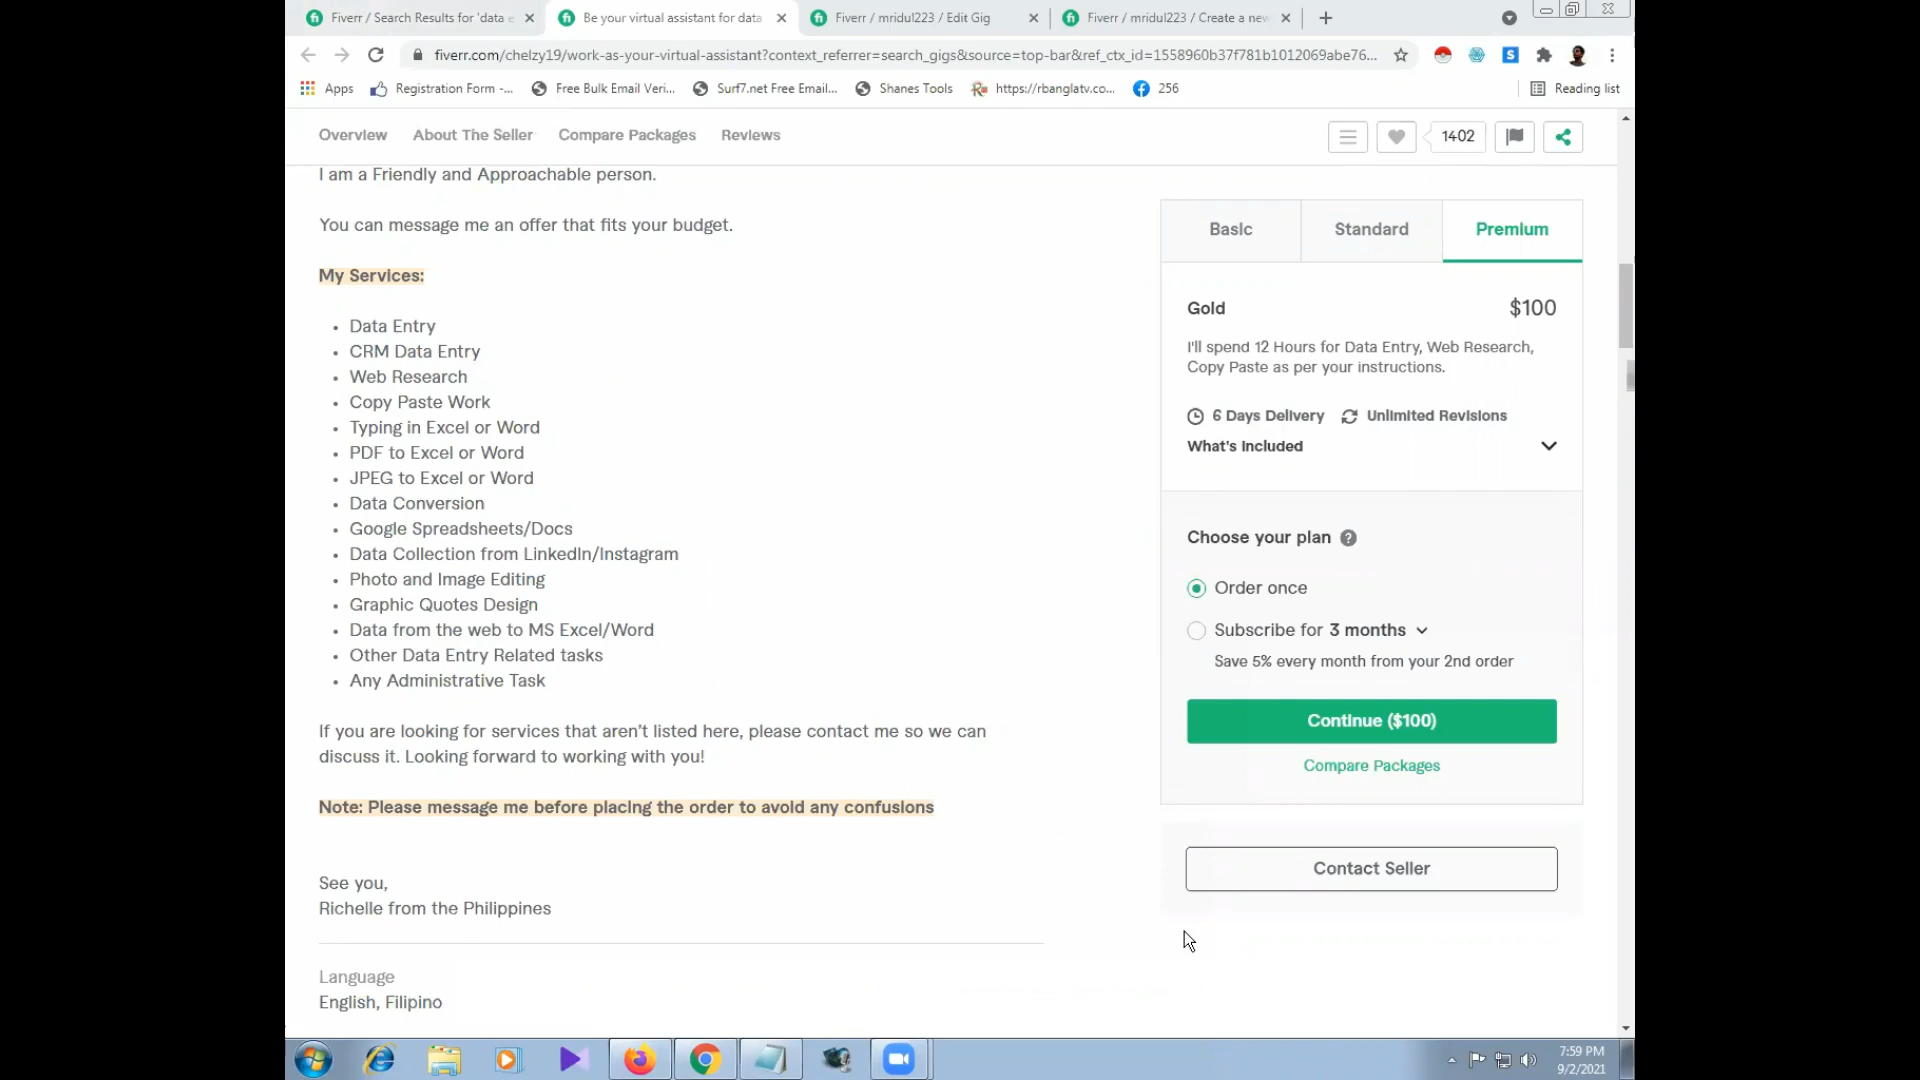 Fiverr / Search Results for 'data e
Be your virtual assistant for data
Fiverr / mridul223 / Edit Gig
Fiverr / mridul223 / Create a new
fiverr.com/chelzy19/work-as-your-virtual-assistant?context_referrer=search_gigs&source=top-bar&ref_ctx_id=1558960b37f781b1012069abe76...
Apps
Registration Form -...
Free Bulk Email Veri...
Surf7.net Free Email...
Shanes Tools
https://rbanglatv.co...
256
Reading list
Overview
About The Seller
Compare Packages
Reviews
1402
I am a Friendly and Approachable person.
You can message me an offer that fits your budget.
My Services:
• Data Entry
• CRM Data Entry
• Web Research
• Copy Paste Work
• Typing in Excel or Word
• PDF to Excel or Word
• JPEG to Excel or Word
• Data Conversion
• Google Spreadsheets/Docs
• Data Collection from LinkedIn/Instagram
• Photo and Image Editing
• Graphic Quotes Design
• Data from the web to MS Excel/Word
• Other Data Entry Related tasks
• Any Administrative Task
If you are looking for services that aren't listed here, please contact me so we can
discuss it. Looking forward to working with you!
Note: Please message me before placing the order to avoid any confusions
See you,
Richelle from the Philippines
Language
English, Filipino
Basic
Standard
Premium
Gold
$100
I'll spend 12 Hours for Data Entry, Web Research,
Copy Paste as per your instructions.
6 Days Delivery
Unlimited Revisions
What's Included
Choose your plan ?
Order once
Subscribe for 3 months
Save 5% every month from your 2nd order
Continue ($100)
Compare Packages
Contact Seller
7:59 PM
9/2/2021